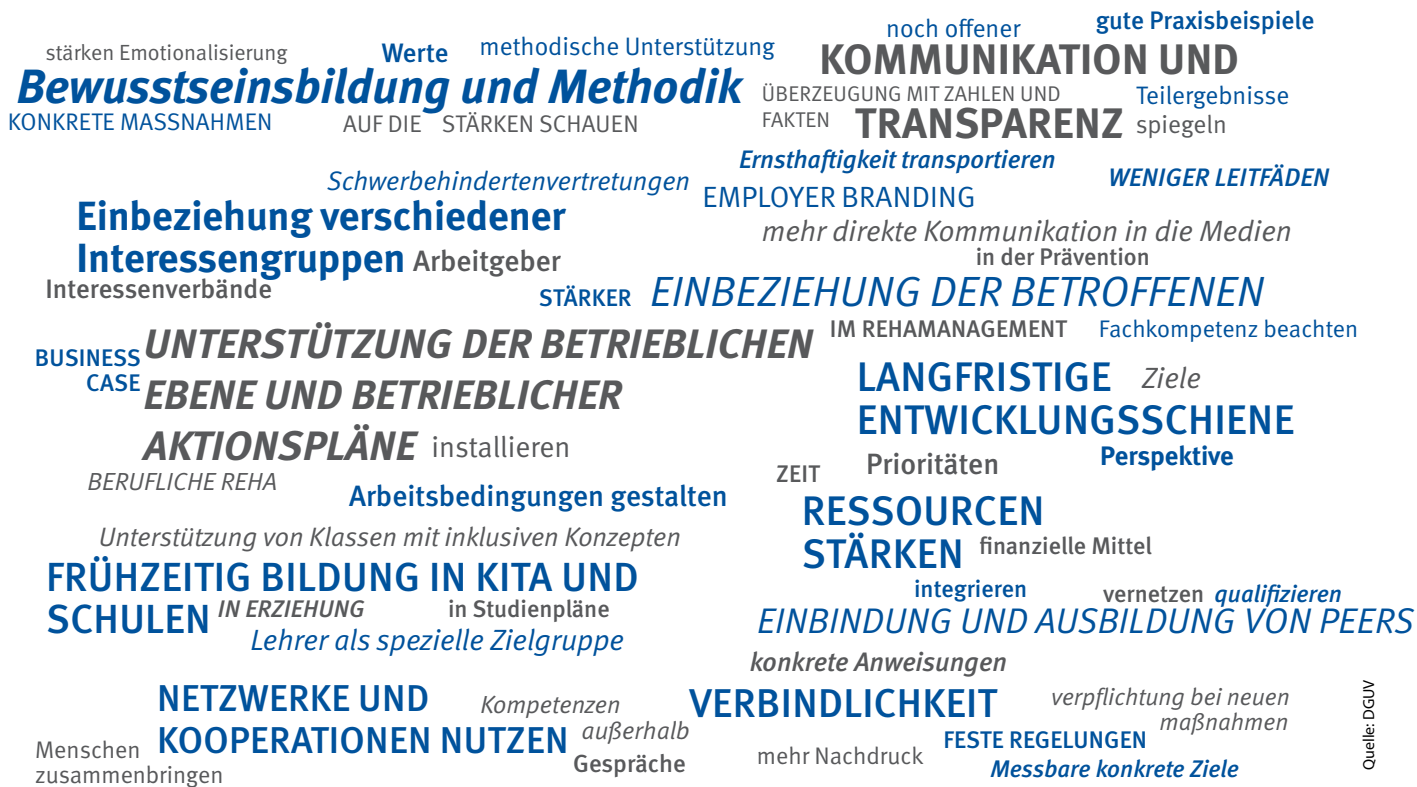 noch offener
gute Praxisbeispiele
stärken Emotionalisierung
Werte
methodische Unterstützung
KOMMUNIKATION UND
Bewusstseinsbildung und Methodik
ÜBERZEUGUNG MIT ZAHLEN UND
FAKTEN
TRANSPARENZ
Teilergebnisse
spiegeln
KONKRETE MASSNAHMEN
AUF DIE STÄRKEN SCHAUEN
Ernsthaftigkeit transportieren
WENIGER LEITFÄDEN
Schwerbehindertenvertretungen
EMPLOYER BRANDING
Einbeziehung verschiedener
Interessengruppen
Arbeitgeber
Interessenverbände
mehr direkte Kommunikation in die Medien
in der Prävention
STÄRKER
EINBEZIEHUNG DER BETROFFENEN
IM REHAMANAGEMENT
Fachkompetenz beachten
BUSINESS
CASE
UNTERSTÜTZUNG DER BETRIEBLICHEN
EBENE UND BETRIEBLICHER
AKTIONSPLÄNE
installieren
LANGFRISTIGE
Ziele
ENTWICKLUNGSSCHIENE
Perspektive
ZEIT
Prioritäten
BERUFLICHE REHA
Arbeitsbedingungen gestalten
RESSOURCEN
STÄRKEN
finanzielle Mittel
Unterstützung von Klassen mit inklusiven Konzepten
FRÜHZEITIG BILDUNG IN KITA UND
SCHULEN
IN ERZIEHUNG
in Studienpläne
Lehrer als spezielle Zielgruppe
integrieren
vernetzen
qualifizieren
EINBINDUNG UND AUSBILDUNG VON PEERS
konkrete Anweisungen
NETZWERKE UND
KOOPERATIONEN NUTZEN
Kompetenzen
außerhalb
Gespräche
Menschen
zusammenbringen
VERBINDLICHKEIT
verpflichtung bei neuen
maßnahmen
mehr Nachdruck
FESTE REGELUNGEN
Messbare konkrete Ziele
Quelle: DGUV